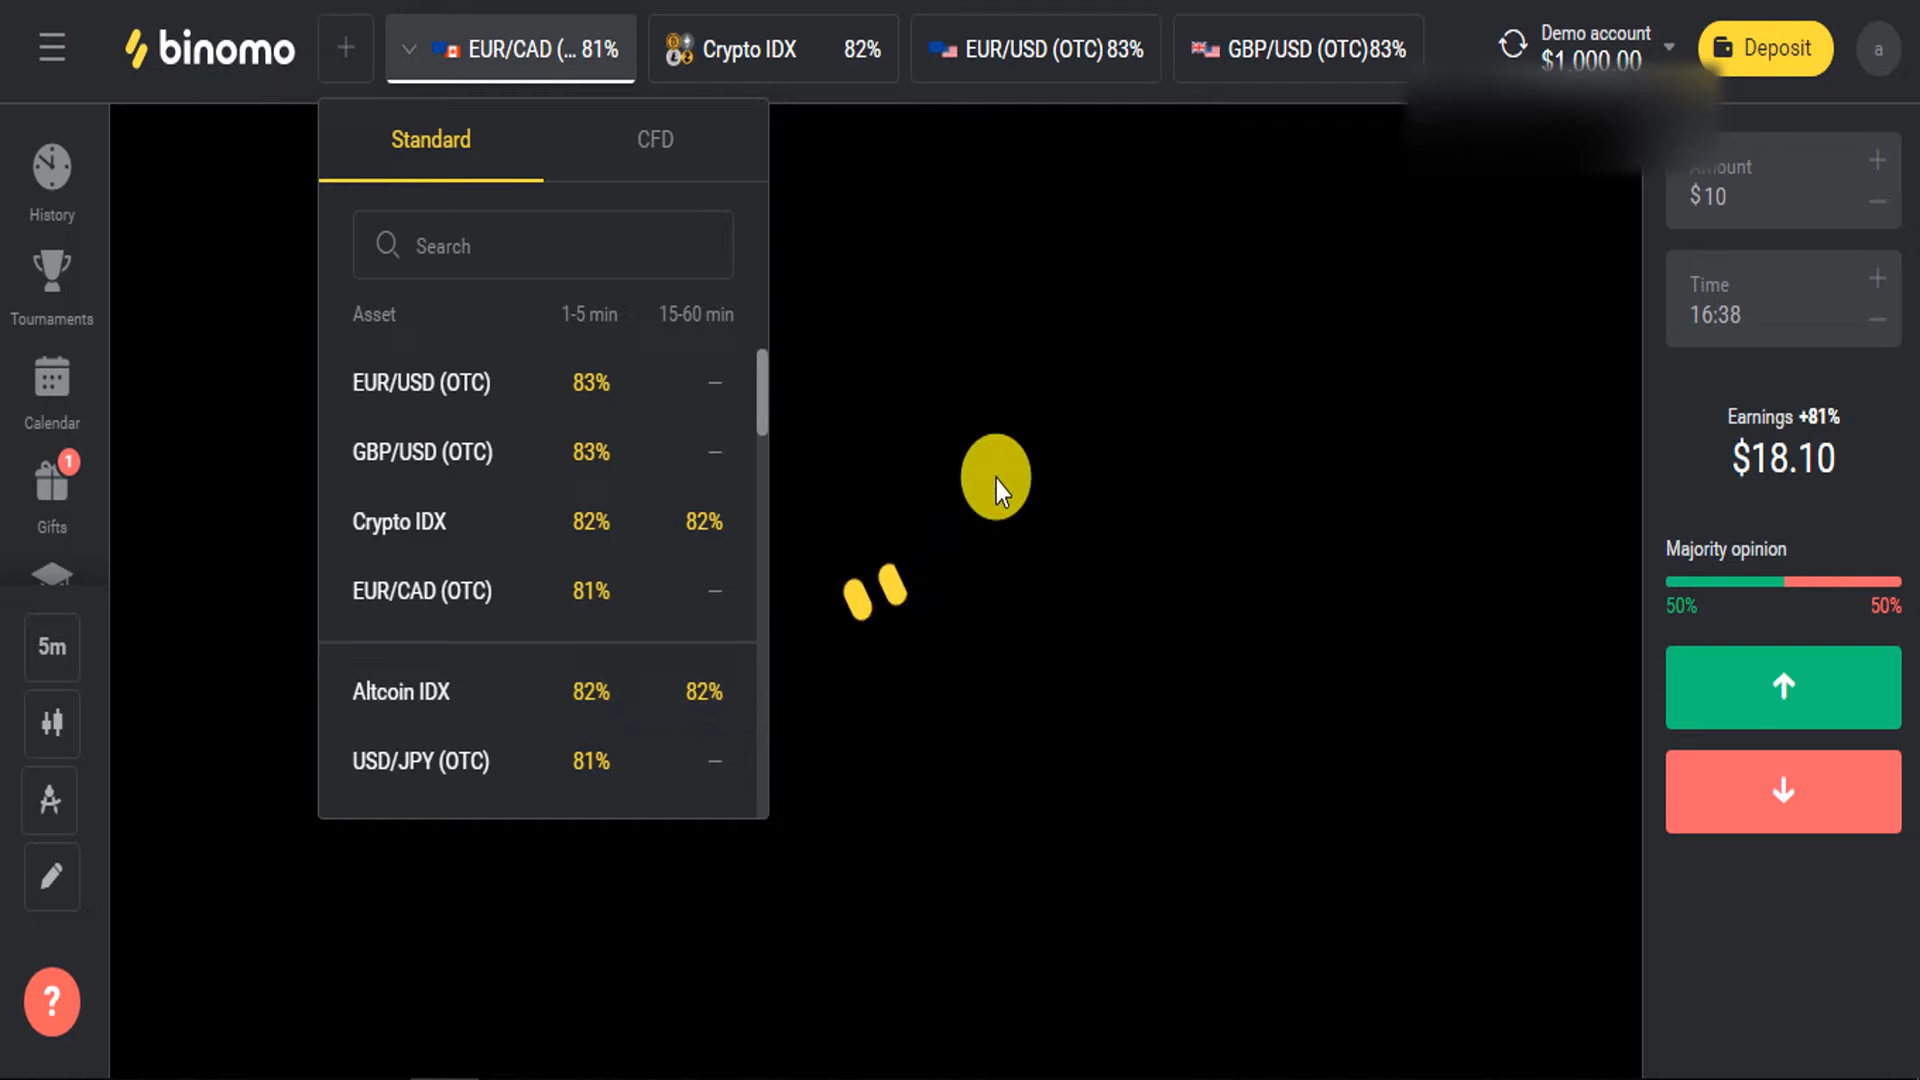 binomo
+
EUR/CAD (... 81%
Crypto IDX 82%
EUR/USD (OTC) 83%
GBP/USD (OTC) 83%
Demo account
$1,000.00
Deposit
a
History
Tournaments
Calendar
1
Gifts
5m
?
Standard CFD
Search
Asset 1-5 min 15-60 min
EUR/USD (OTC) 83% –
GBP/USD (OTC) 83% –
Crypto IDX 82% 82%
EUR/CAD (OTC) 81% –
Altcoin IDX 82% 82%
USD/JPY (OTC) 81% –
Amount +
$10 –
Time +
16:38 –
Earnings +81%
$18.10
Majority opinion
50% 50%